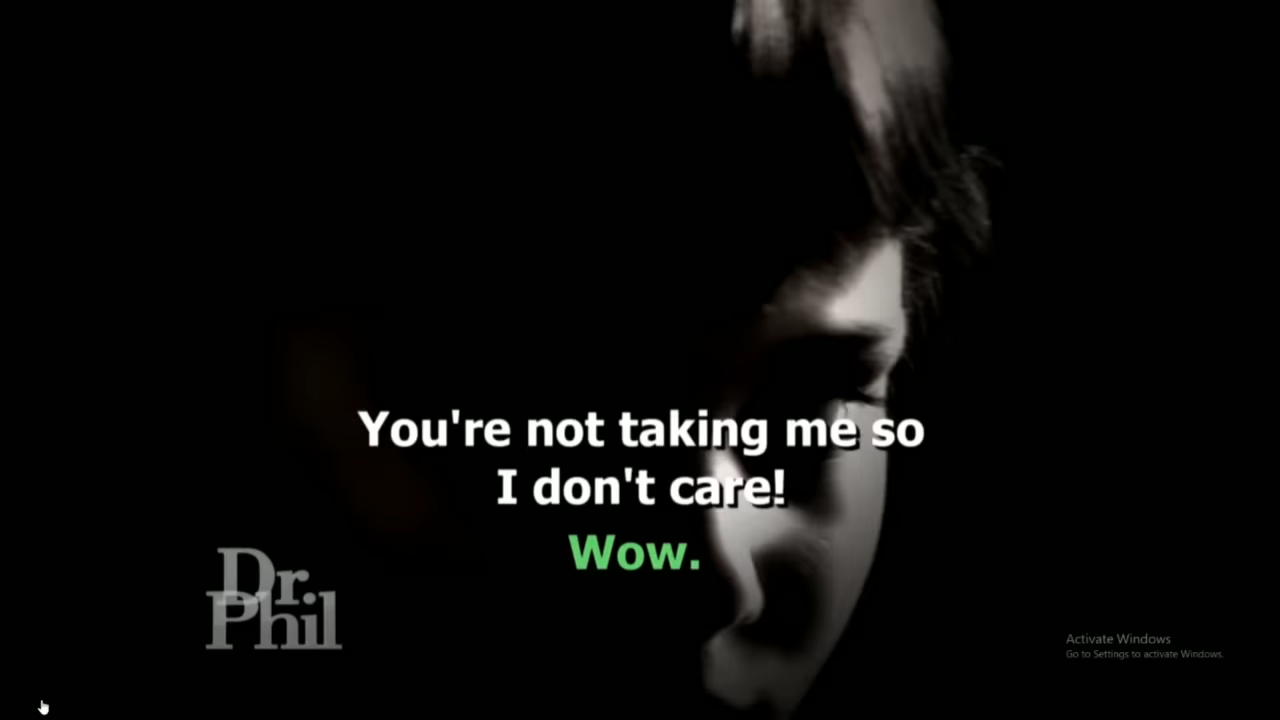 You're not taking me so
I don't care!
Wow.
Dr.
Phil
Activate Windows
Go to Settings to activate Windows.